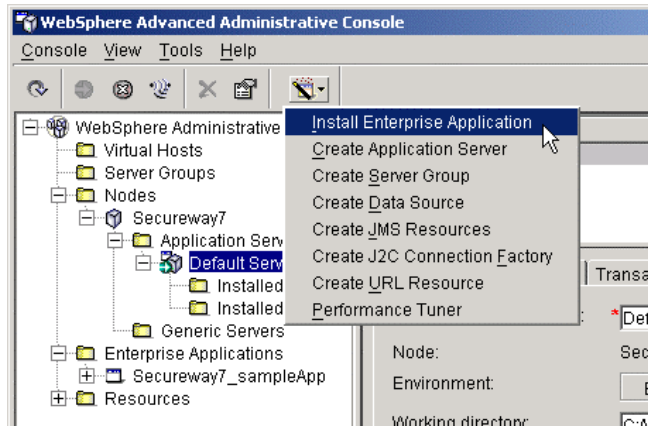 WebSphere Advanced Administrative Console
Console View Tools Help
WebSphere Administrative
Virtual Hosts
Server Groups
Nodes
Secureway7
Application Serv
Default Serv
Installed
Installed
Generic Servers
Enterprise Applications
Secureway7_sampleApp
Resources
Install Enterprise Application
Create Application Server
Create Server Group
Create Data Source
Create JMS Resources
Create J2C Connection Factory
Create URL Resource
Performance Tuner
Transa
: *Def
Node: Sec
Environment: E
Working directory: C:\